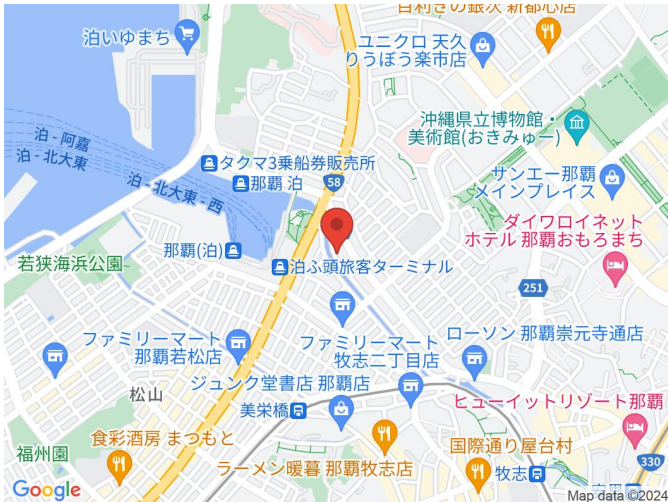 目利きの銀次 新都心店
泊いゆまち
ユニクロ 天久
りうぼう楽市店
沖縄県立博物館・
美術館(おきみゅー)
泊 - 阿嘉
泊 - 北大東
タクマ3乗船券販売所
サンエー那覇
メインプレイス
泊 - 北大東 - 西
那覇 泊
58
ダイワロイネット
ホテル 那覇おもろまち
那覇(泊)
若狭海浜公園
泊ふ頭旅客ターミナル
251
ファミリーマート
那覇若松店
ファミリーマート
牧志二丁目店
ローソン 那覇崇元寺通店
ジュンク堂書店 那覇店
松山
美栄橋
ヒューイットリゾート那覇
食彩酒房 まつもと
国際通り屋台村
福州園
ラーメン暖暮 那覇牧志店
牧志
330
Google
Map data ©2024